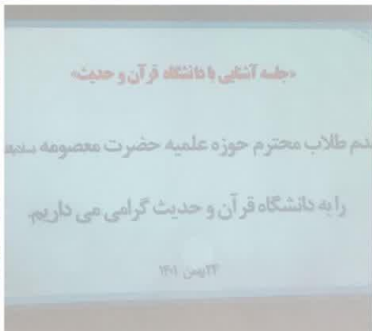 «جلسه آشنایی با دانشگاه قرآن و حدیث»
دم طلاب محترم حوزه علمیه حضرت معصومه
را به دانشگاه قرآن و حدیث گرامی می داریم.
۲۴ بهمن ۱۴۰۱